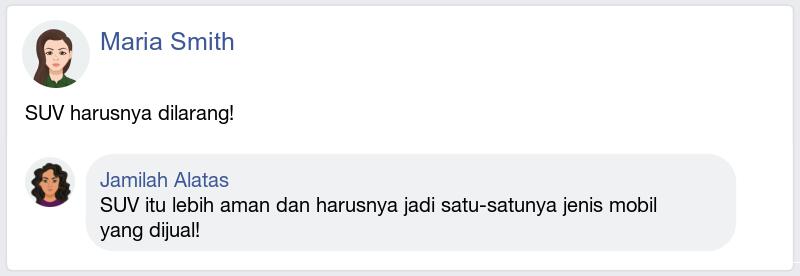 Maria Smith
SUV harusnya dilarang!
Jamilah Alatas
SUV itu lebih aman dan harusnya jadi satu-satunya jenis mobil
yang dijual!